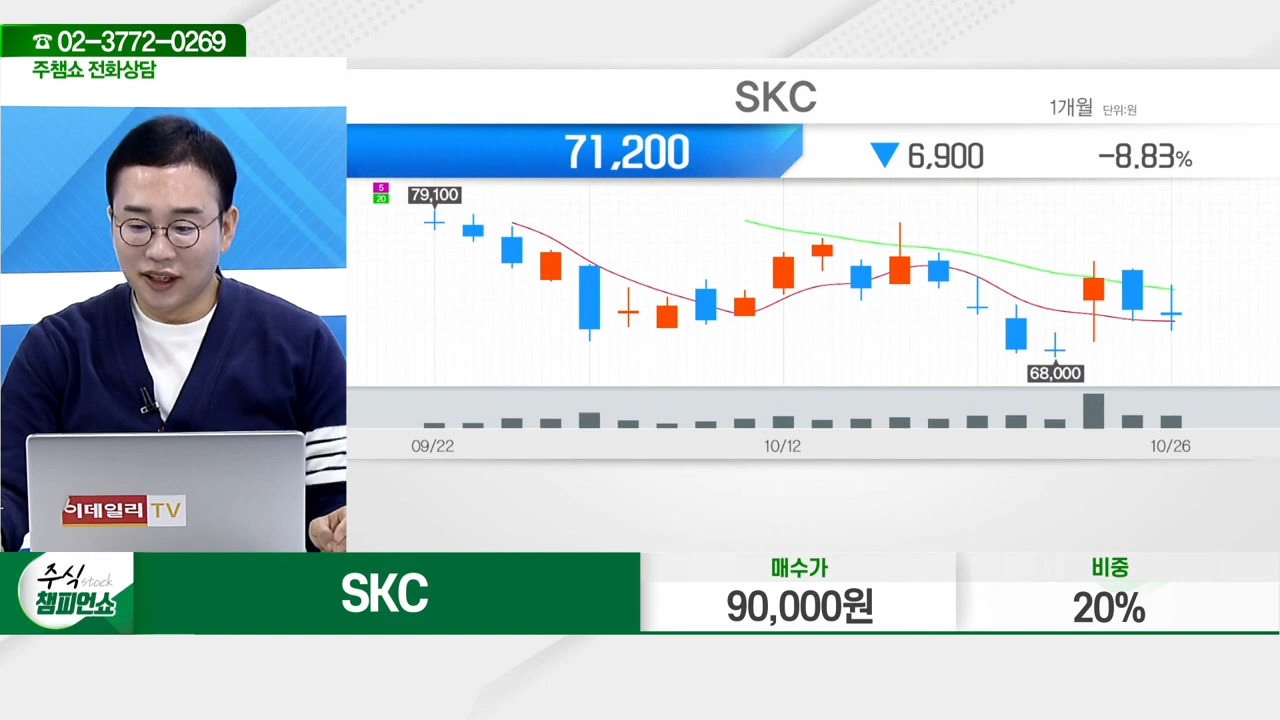 ☎ 02-3772-0269
주챔쇼 전화상담
SKC
1개월 단위:원
71,200 ▼6,900 -8.83%
5
20
79,100
68,000
09/22 10/12 10/26
이데일리 TV
주식 stock
챔피언쇼
SKC
매수가
90,000원
비중
20%